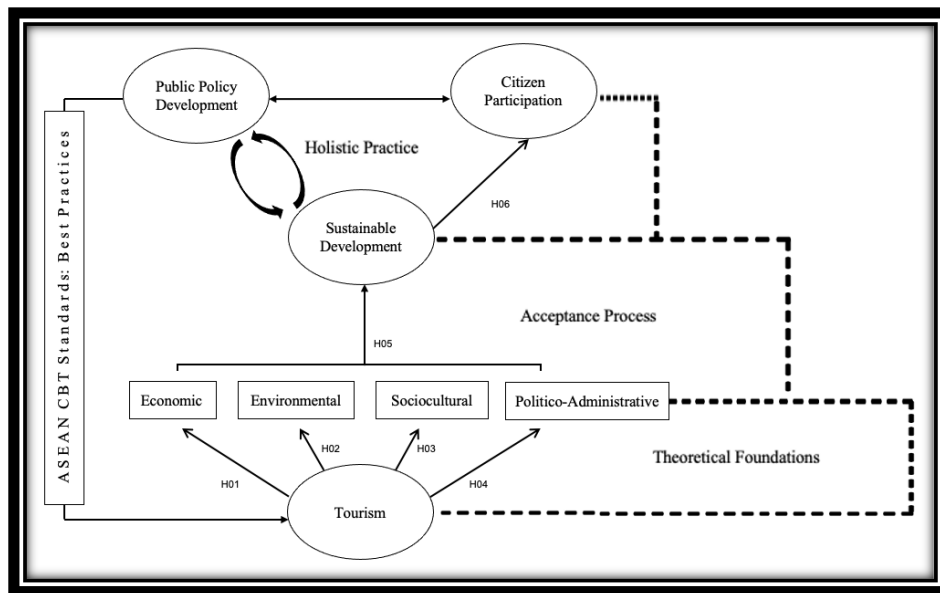 Public Policy
Development
Citizen
Participation
Holistic Practice
ASEAN CBT Standards: Best Practices
H06
Sustainable
Development
Acceptance Process
H05
Economic
Environmental
Sociocultural
Politico-Administrative
H01
H02
H03
H04
Theoretical Foundations
Tourism